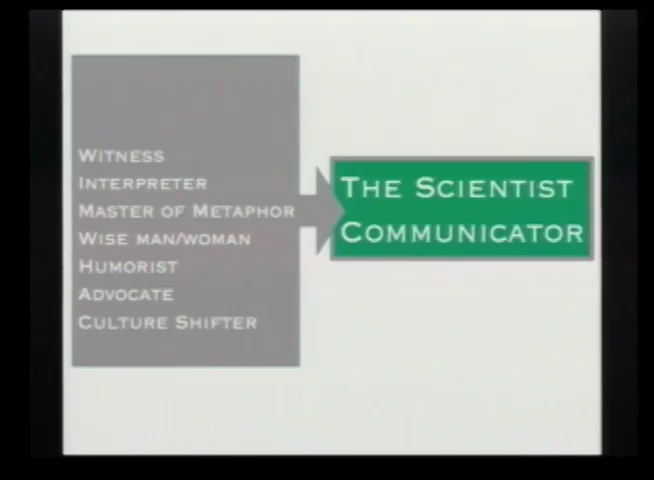 WITNESS
INTERPRETER
MASTER OF METAPHOR
WISE MAN/WOMAN
HUMORIST
ADVOCATE
CULTURE SHIFTER
THE SCIENTIST
COMMUNICATOR